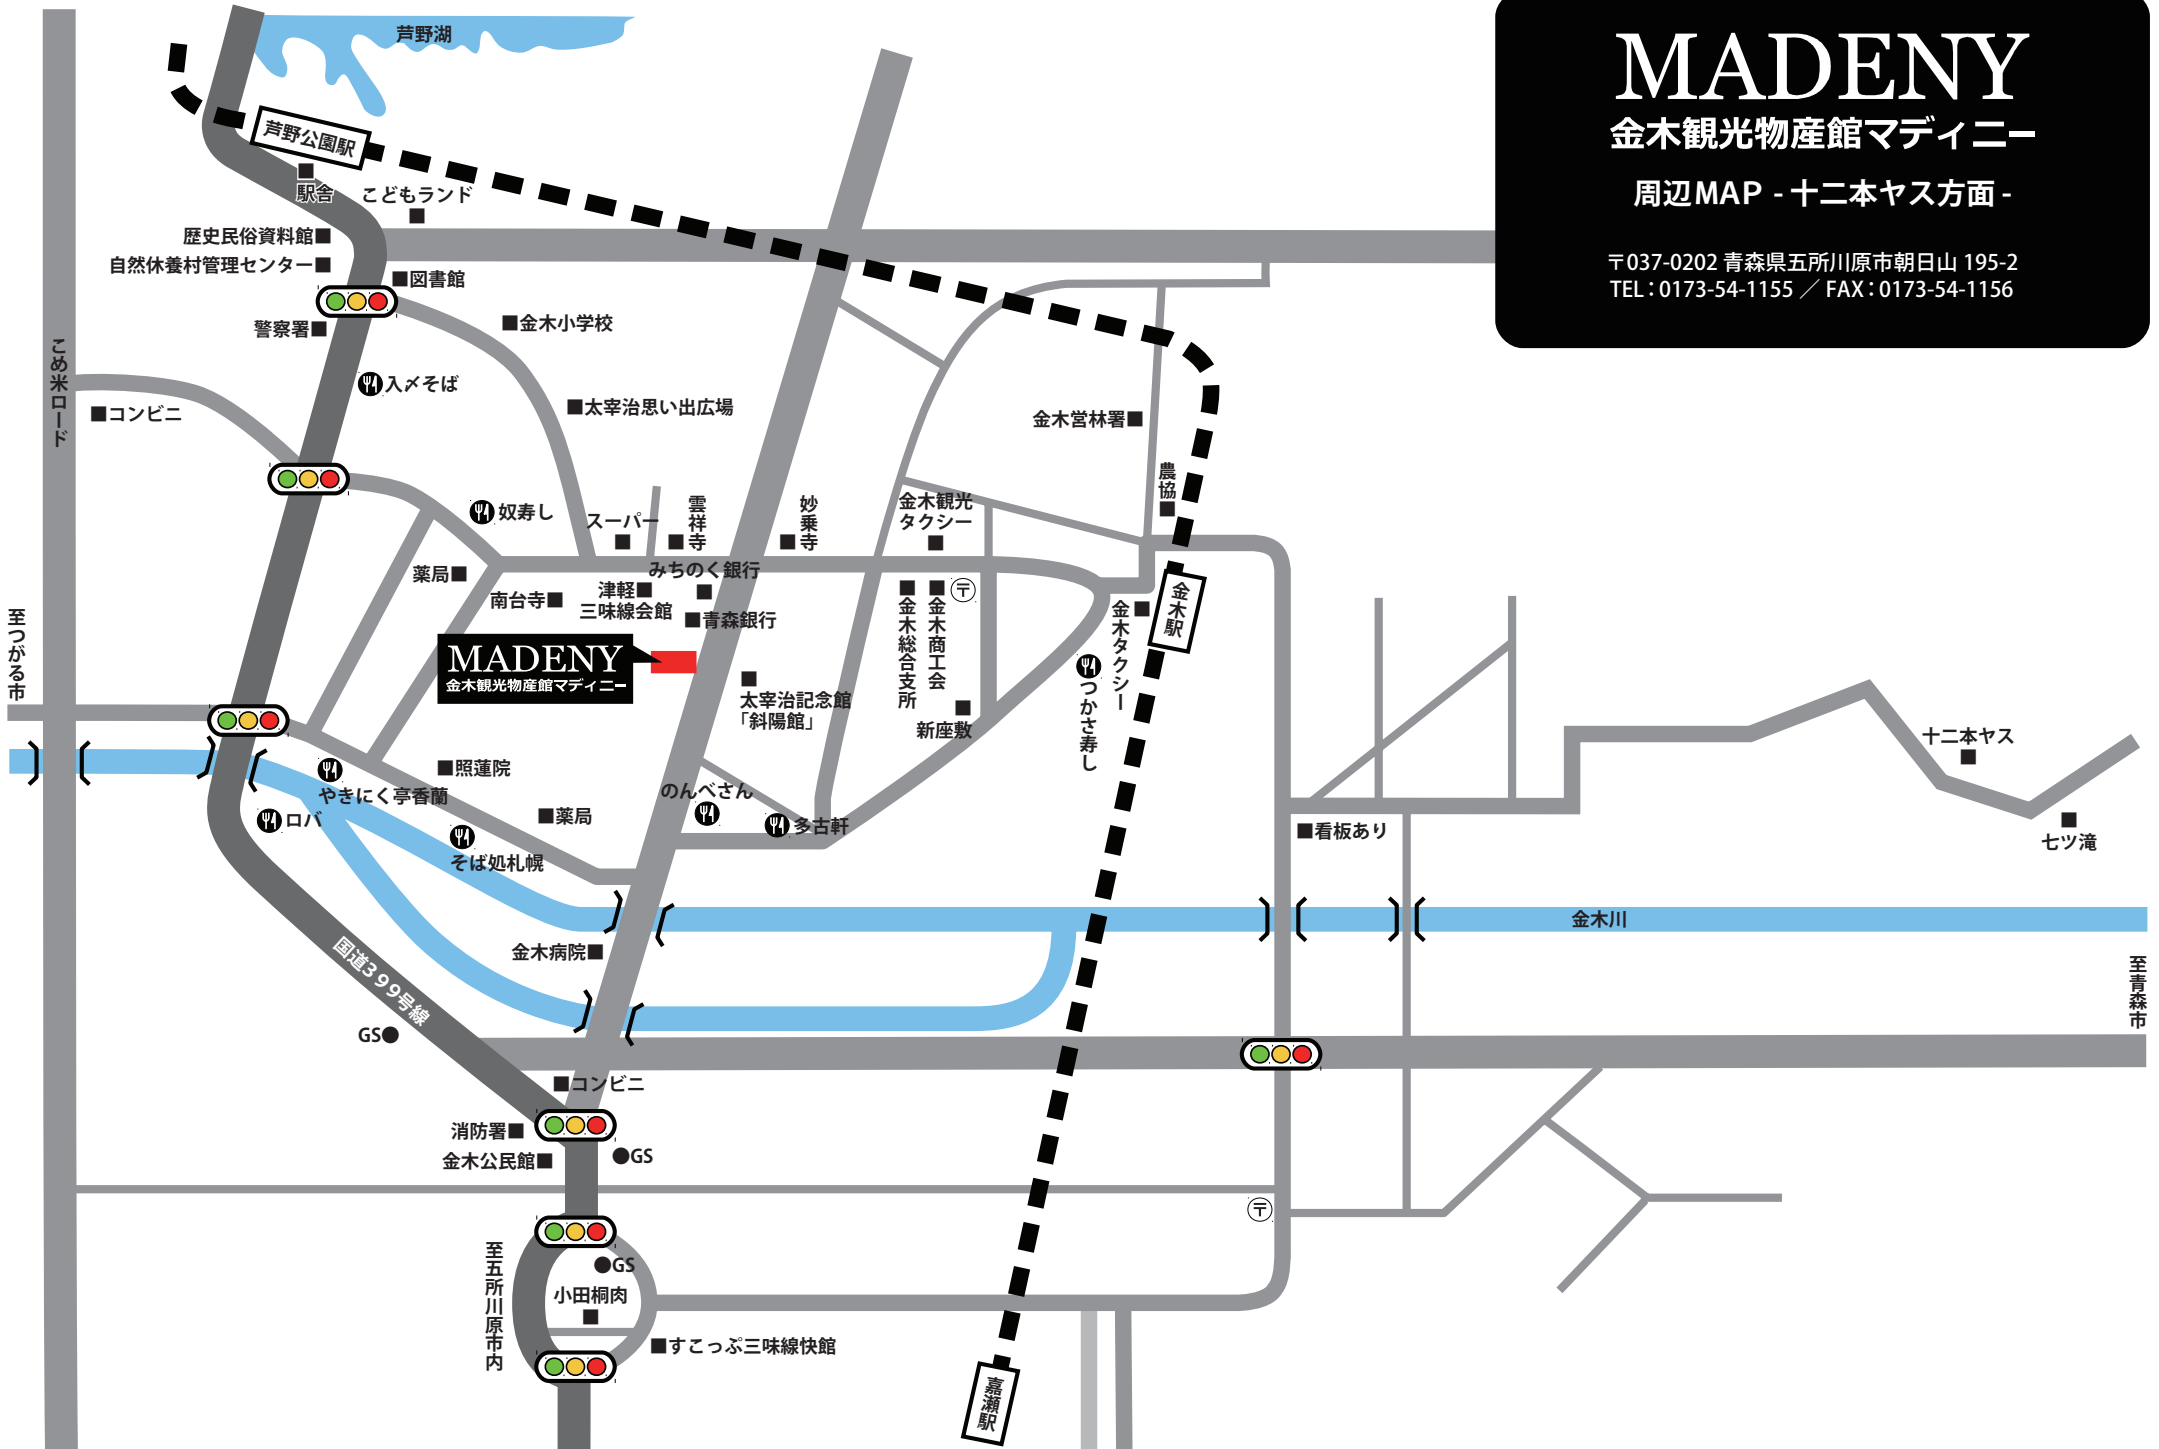 芦野湖
MADENY
金木観光物産館マディニー
周辺MAP - 十二本ヤス方面 -
〒037-0202 青森県五所川原市朝日山 195-2
TEL：0173-54-1155 ／ FAX：0173-54-1156
芦野公園駅
駅舎
こどもランド
歴史民俗資料館
自然休養村管理センター
図書館
警察署
金木小学校
こめ米ロード
入〆そば
コンビニ
太宰治思い出広場
金木営林署
農協
奴寿し
スーパー
雲祥寺
妙乗寺
金木観光
タクシー
薬局
みちのく銀行
南台寺
津軽
三味線会館
青森銀行
〒
金木総合支所
金木商工会
金木タクシー
金木駅
至つがる市
MADENY
金木観光物産館マディニー
太宰治記念館
「斜陽館」
新座敷
つかさ寿し
十二本ヤス
照蓮院
やきにく亭香蘭
のんべさん
ロバ
薬局
多古軒
看板あり
七ツ滝
そば処札幌
金木川
国道399号線
金木病院
至青森市
GS
コンビニ
消防署
金木公民館
GS
〒
至五所川原市内
GS
小田桐肉
すこっぷ三味線快館
嘉瀬駅